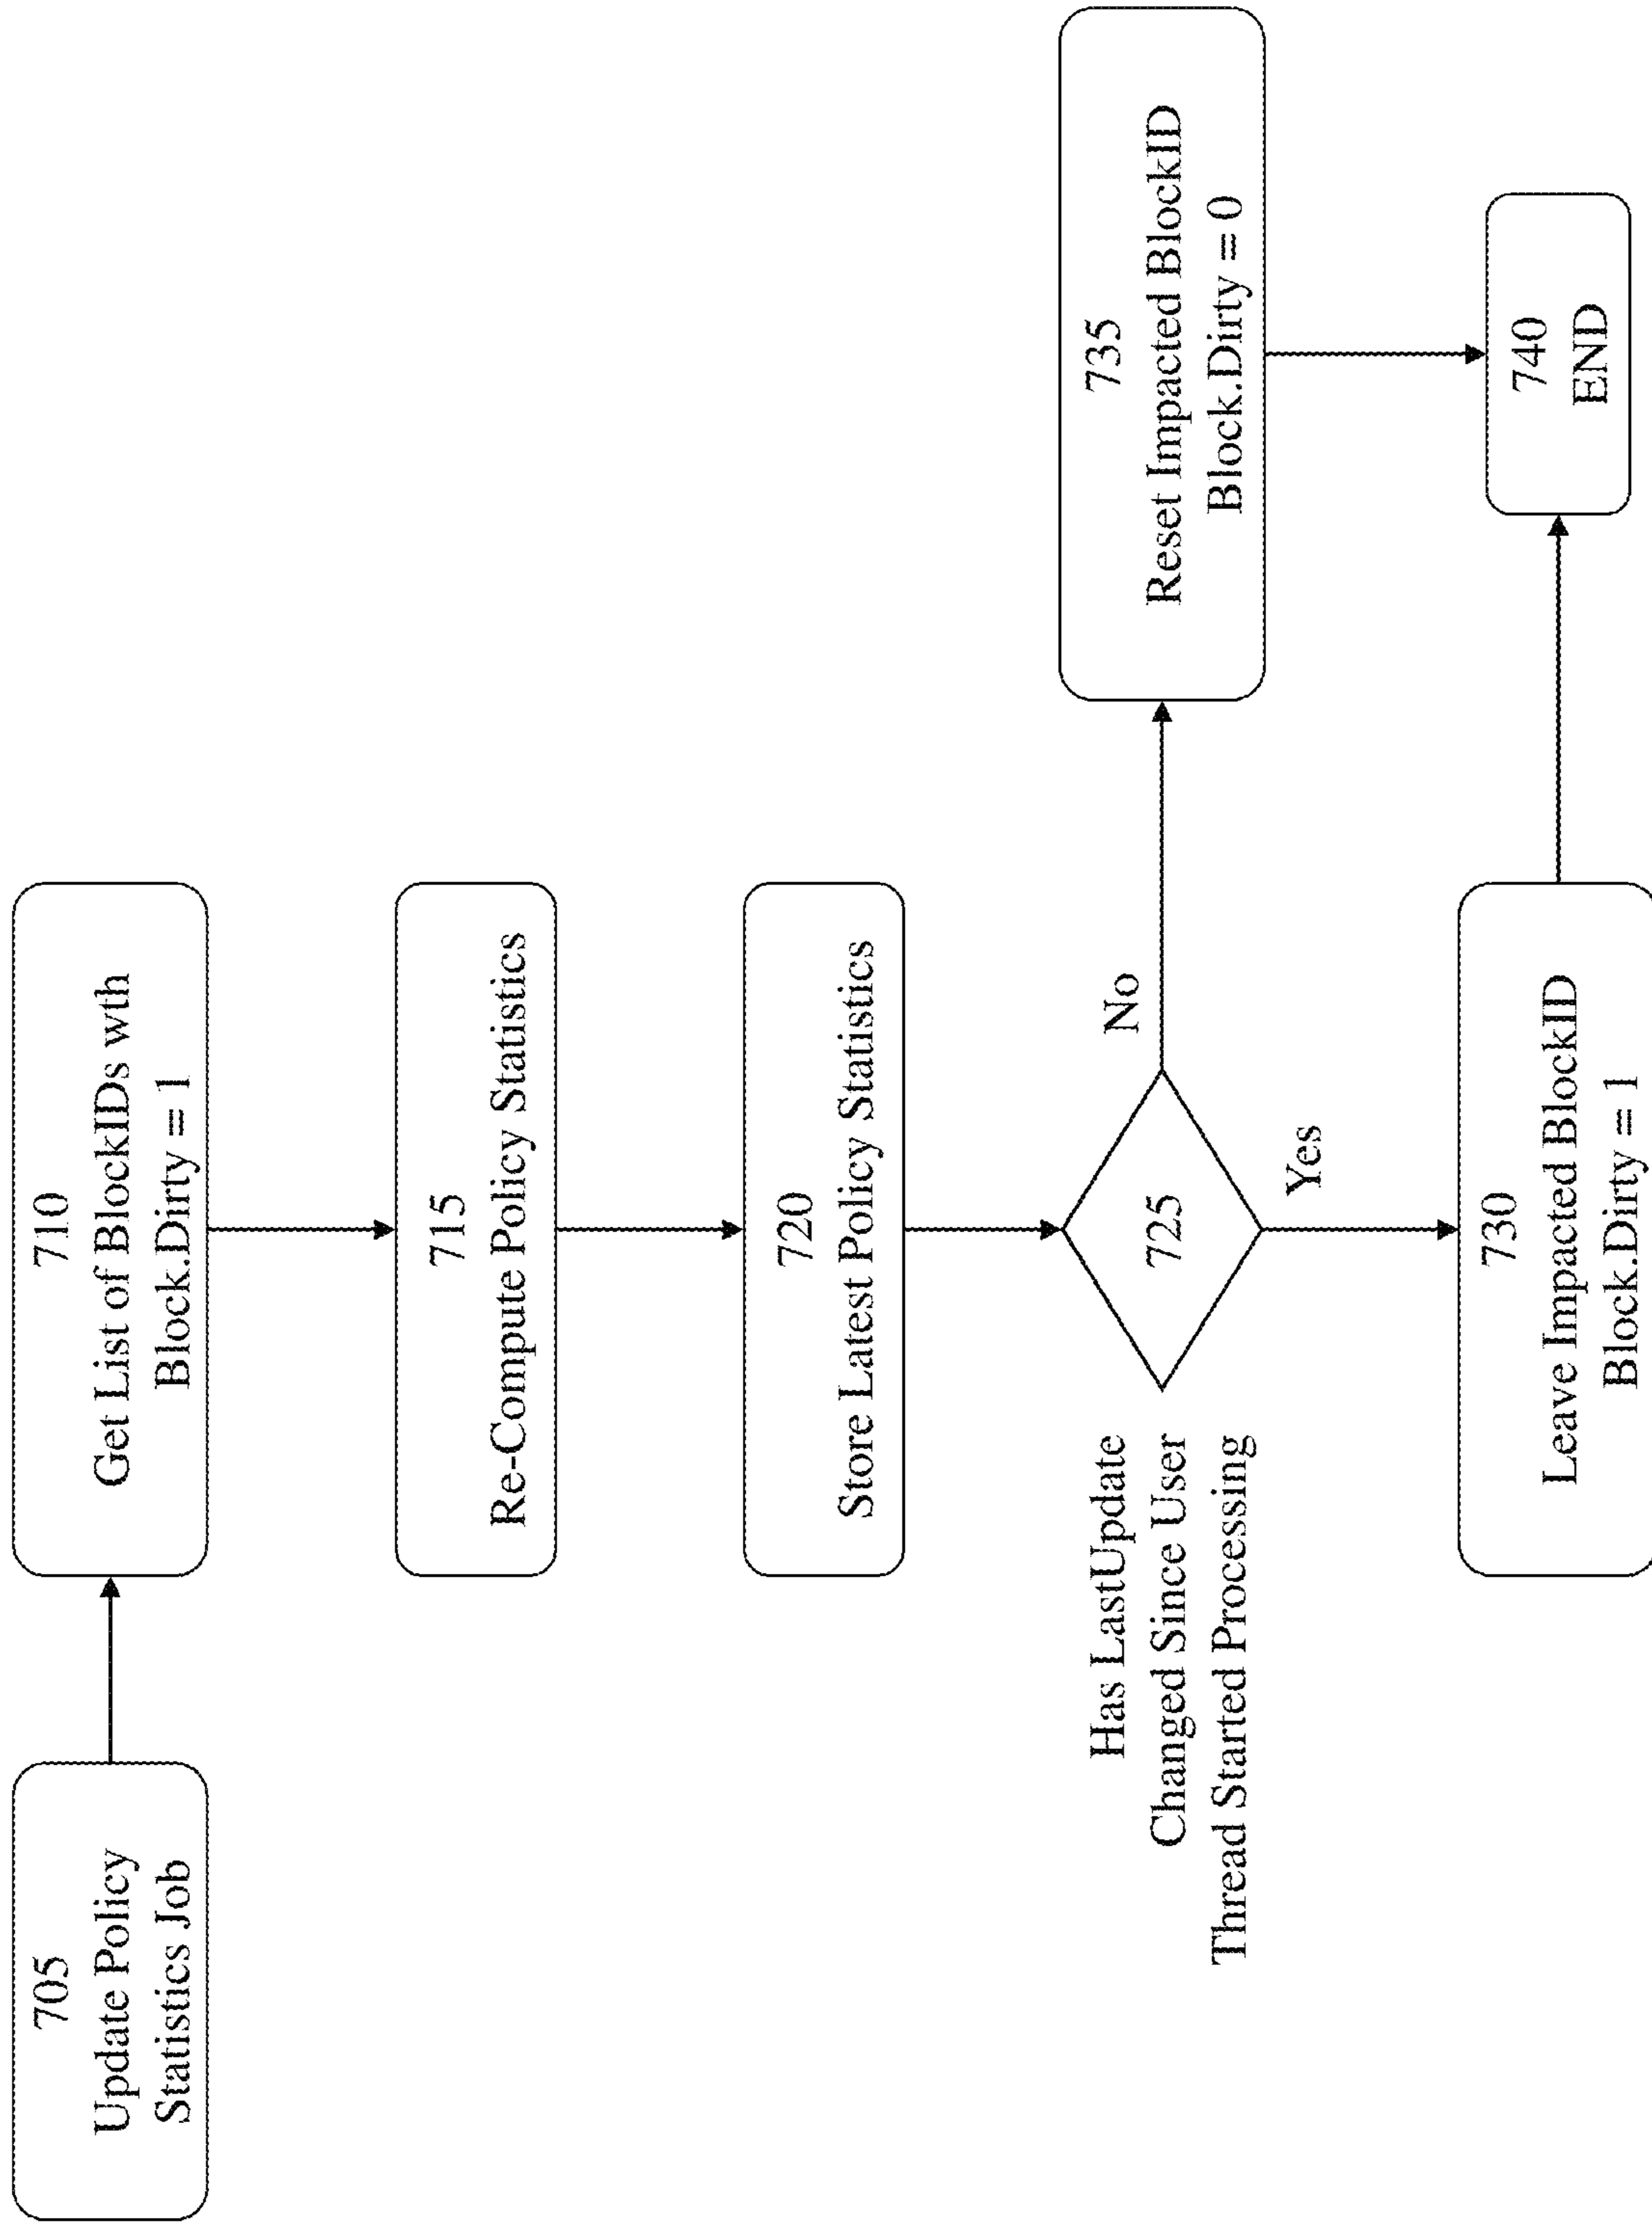 705
Update Policy
Statistics Job
710
Get List of BlockIDs wth
Block.Dirty = 1
715
Re-Compute Policy Statistics
720
Store Latest Policy Statistics
Has LastUpdate
Changed Since User
Thread Started Processing
725
No
Yes
735
Reset Impacted BlockID
Block.Dirty = 0
730
Leave Impacted BlockID
Block.Dirty = 1
740
END